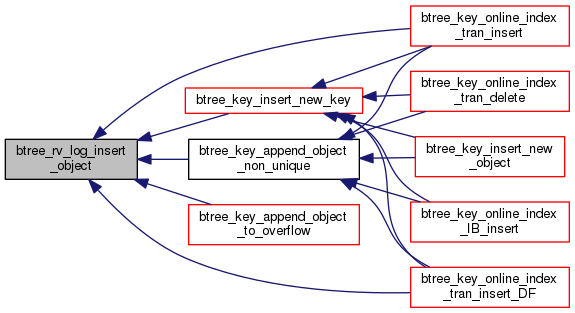 btree_rv_log_insert
_object
btree_key_insert_new_key
btree_key_append_object
_non_unique
btree_key_append_object
_to_overflow
btree_key_online_index
_tran_insert
btree_key_online_index
_tran_delete
btree_key_insert_new
_object
btree_key_online_index
_IB_insert
btree_key_online_index
_tran_insert_DF